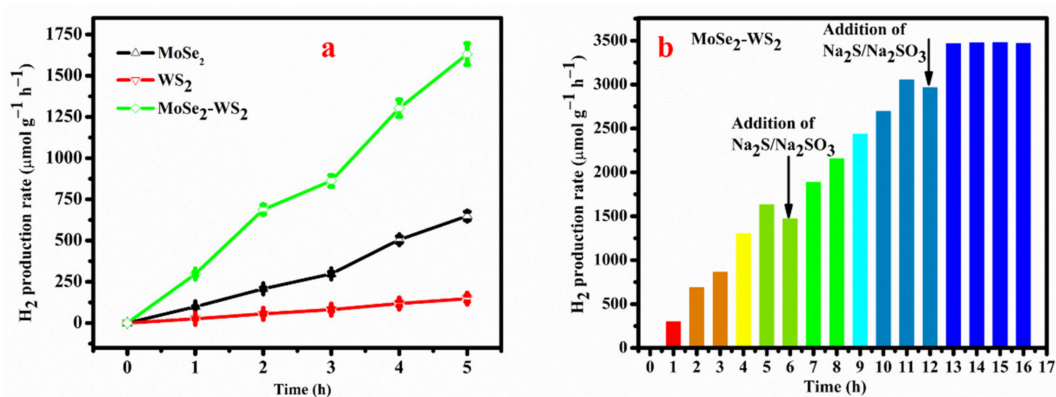 a
MoSe₂
WS₂
MoSe₂-WS₂
1750
1500
1250
1000
750
500
250
0
H₂ production rate (μmol g⁻¹ h⁻¹)
0 1 2 3 4 5
Time (h)
b
MoSe₂-WS₂
Addition of
Na₂S/Na₂SO₃
Addition of
Na₂S/Na₂SO₃
3500
3000
2500
2000
1500
1000
500
0
H₂ production rate (μmol g⁻¹ h⁻¹)
0 1 2 3 4 5 6 7 8 9 10 11 12 13 14 15 16 17
Time (h)